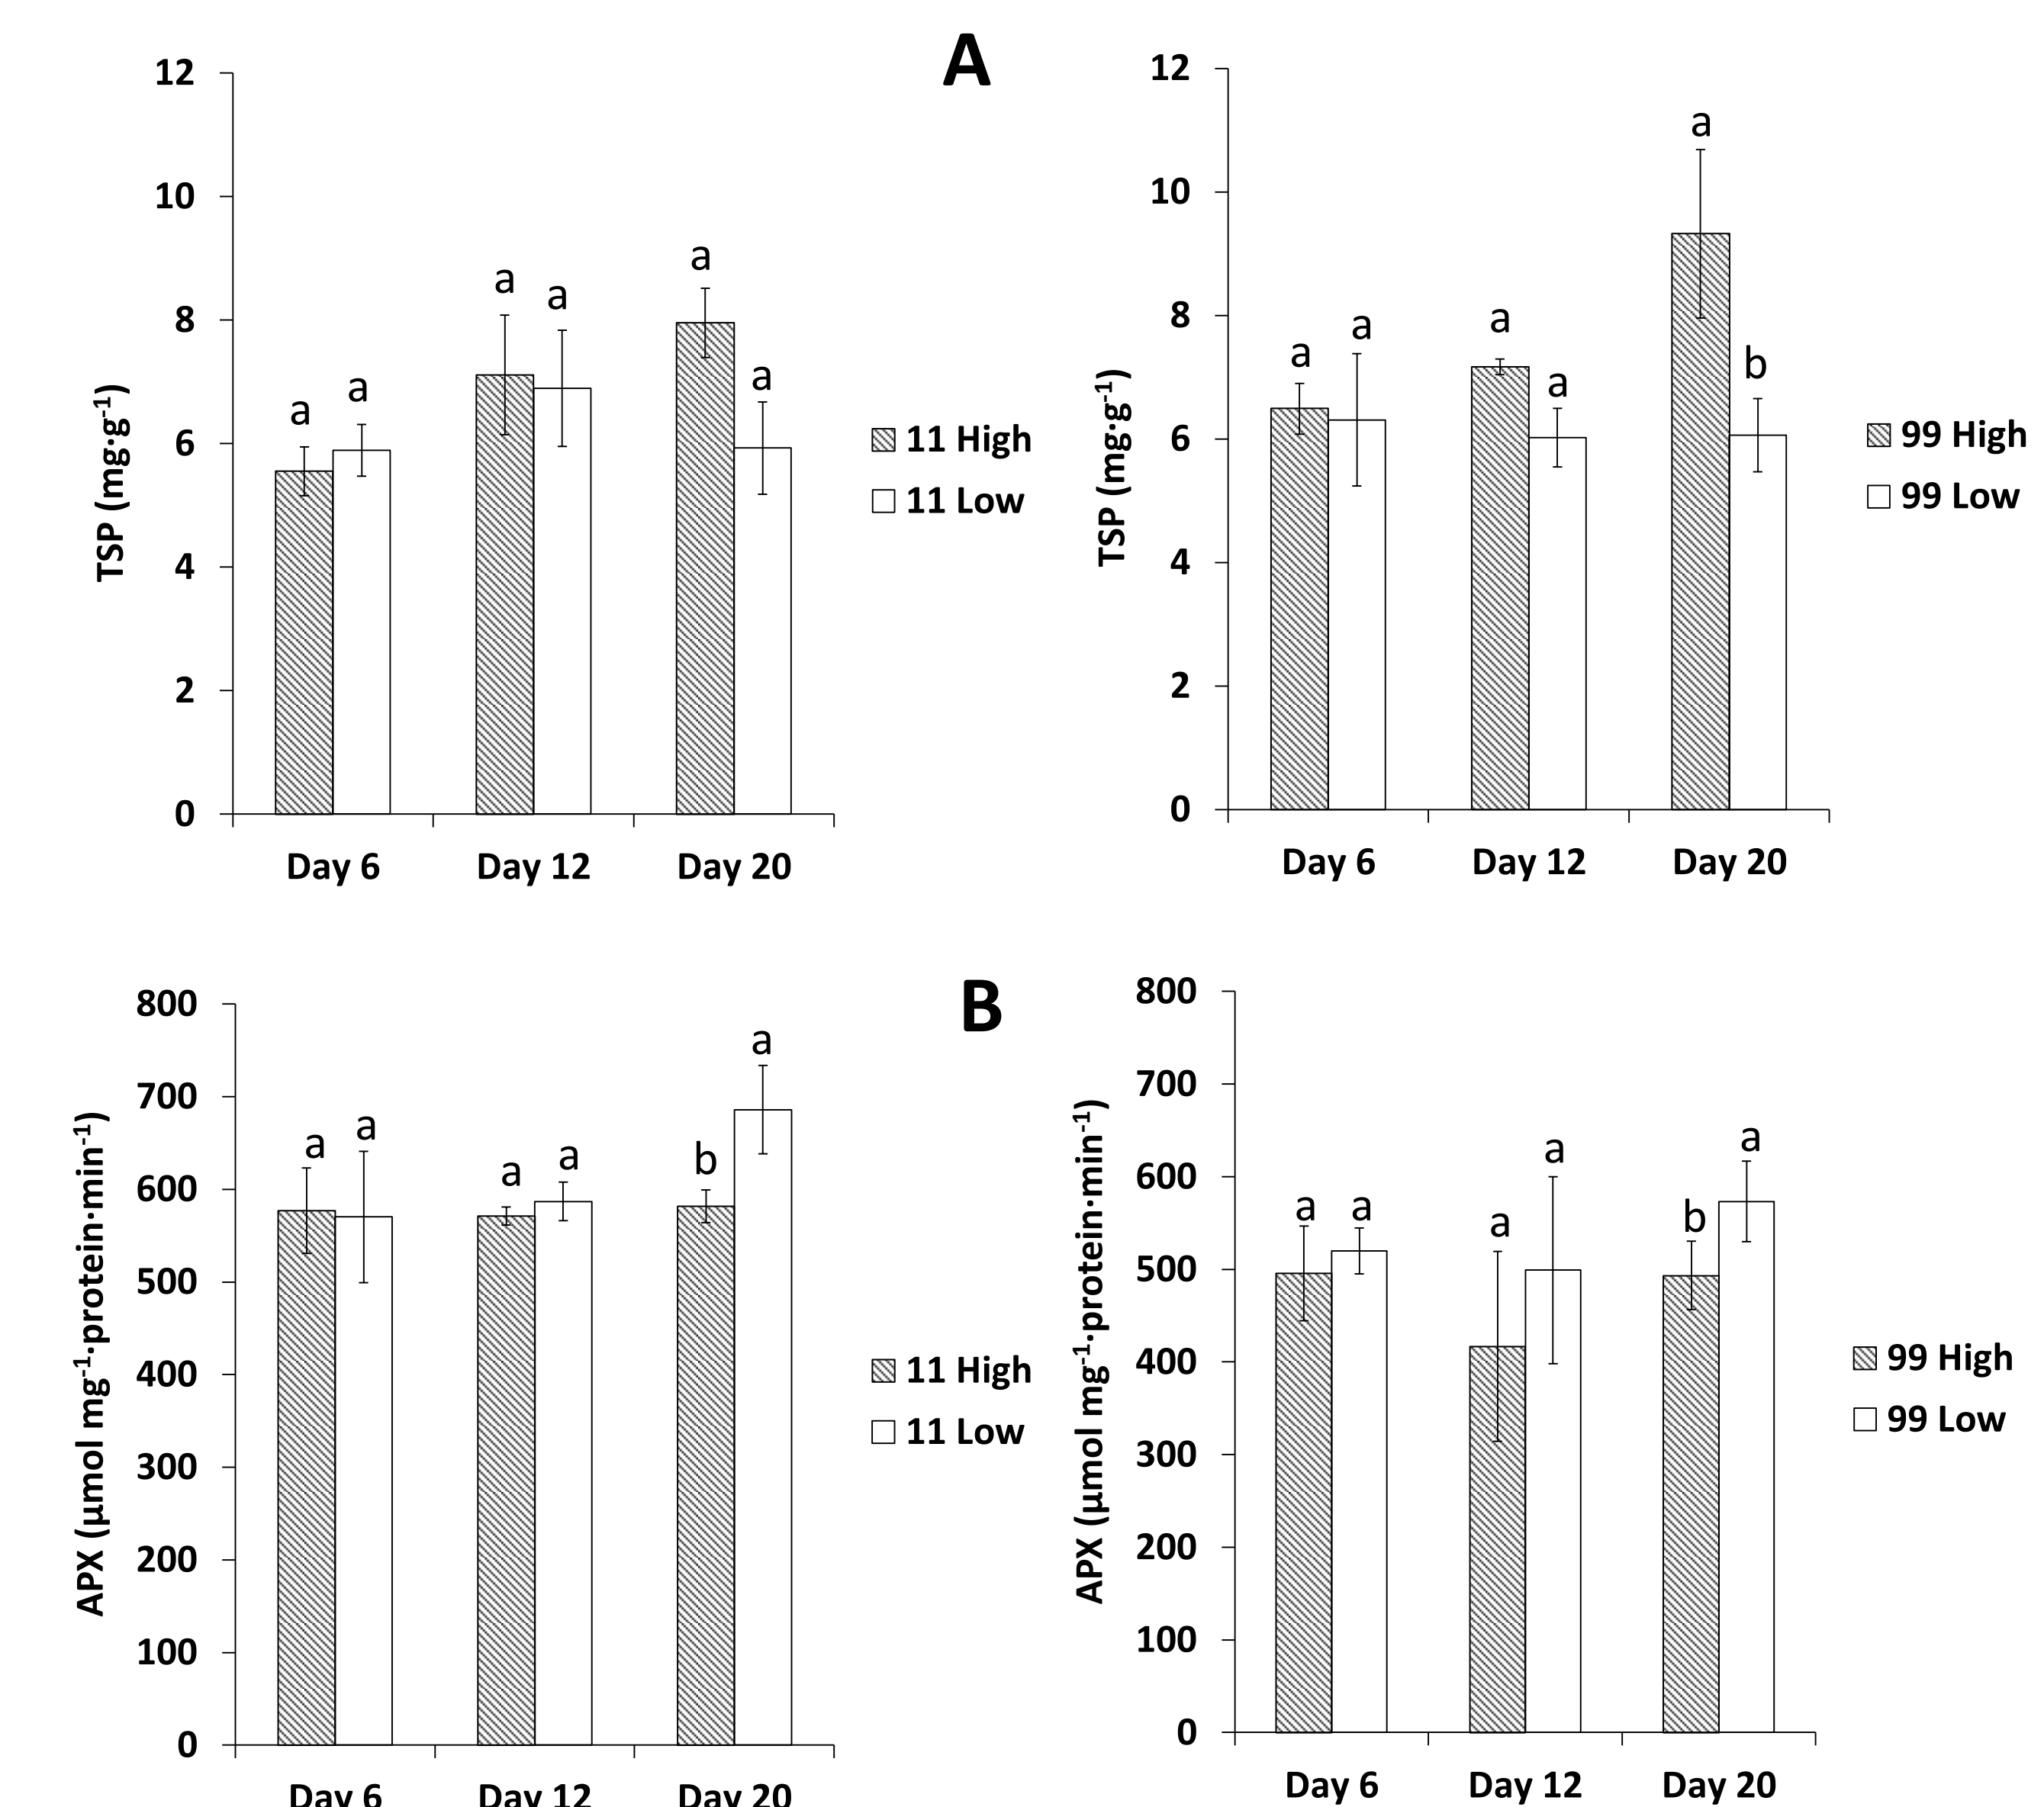 A
12
10
8
6
4
2
0
TSP (mg·g-1)
a a a a a a
Day 6 Day 12 Day 20
11 High
11 Low
12
10
8
6
4
2
0
TSP (mg·g-1)
a a a a a b
Day 6 Day 12 Day 20
99 High
99 Low
B
800
700
600
500
400
300
200
100
0
APX (µmol mg-1·protein·min-1)
a a a a b a
Day 6 Day 12 Day 20
11 High
11 Low
800
700
600
500
400
300
200
100
0
APX (µmol mg-1·protein·min-1)
a a a a b a
Day 6 Day 12 Day 20
99 High
99 Low